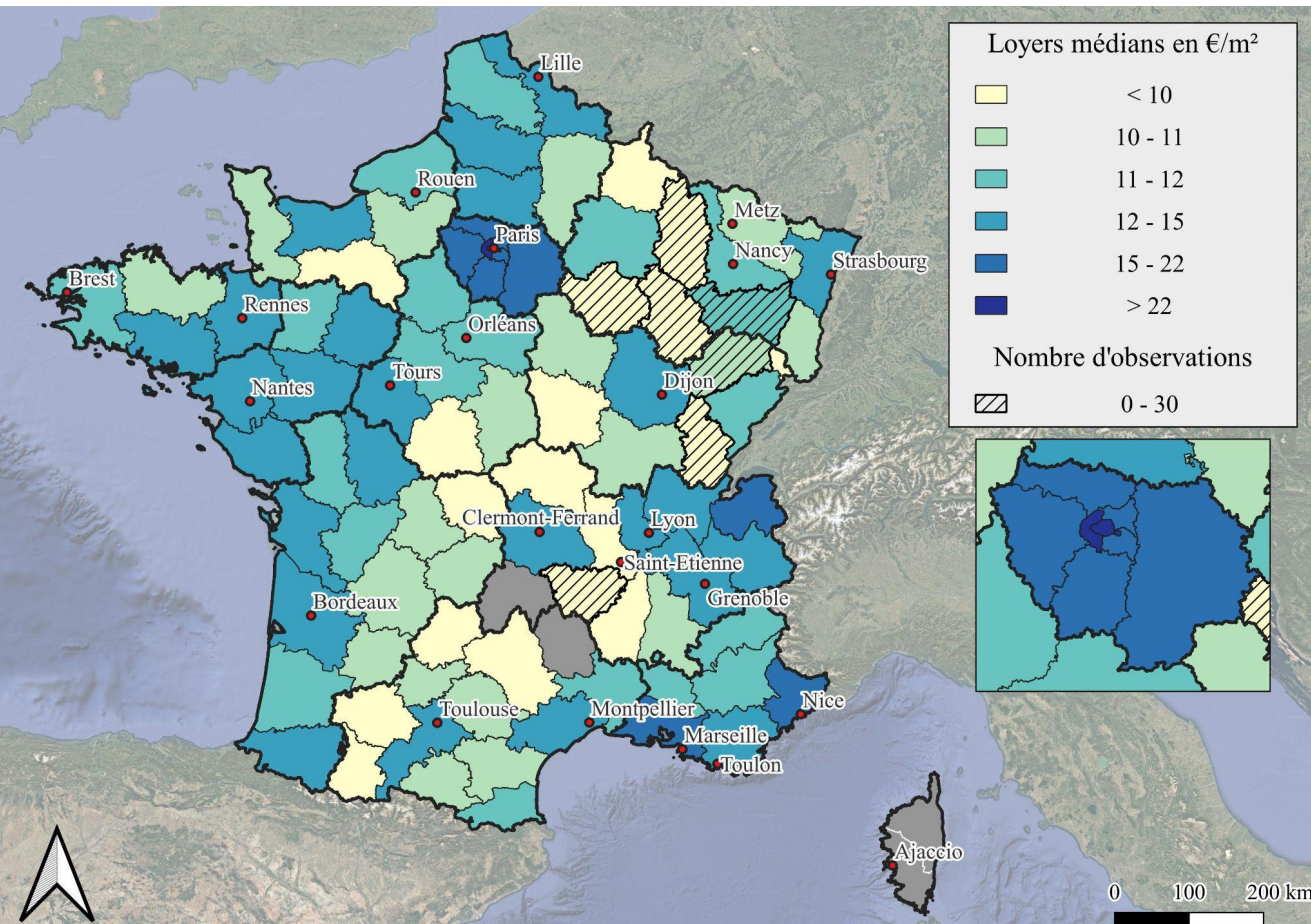 Loyers médians en €/m²
< 10
10 - 11
11 - 12
12 - 15
15 - 22
> 22
Nombre d'observations
0 - 30
Lille
Rouen
Metz
Paris
Nancy
Strasbourg
Brest
Rennes
Orléans
Tours
Dijon
Nantes
Clermont-Ferrand
Lyon
Saint-Etienne
Grenoble
Bordeaux
Toulouse
Montpellier
Nice
Marseille
Toulon
Ajaccio
0 100 200 km